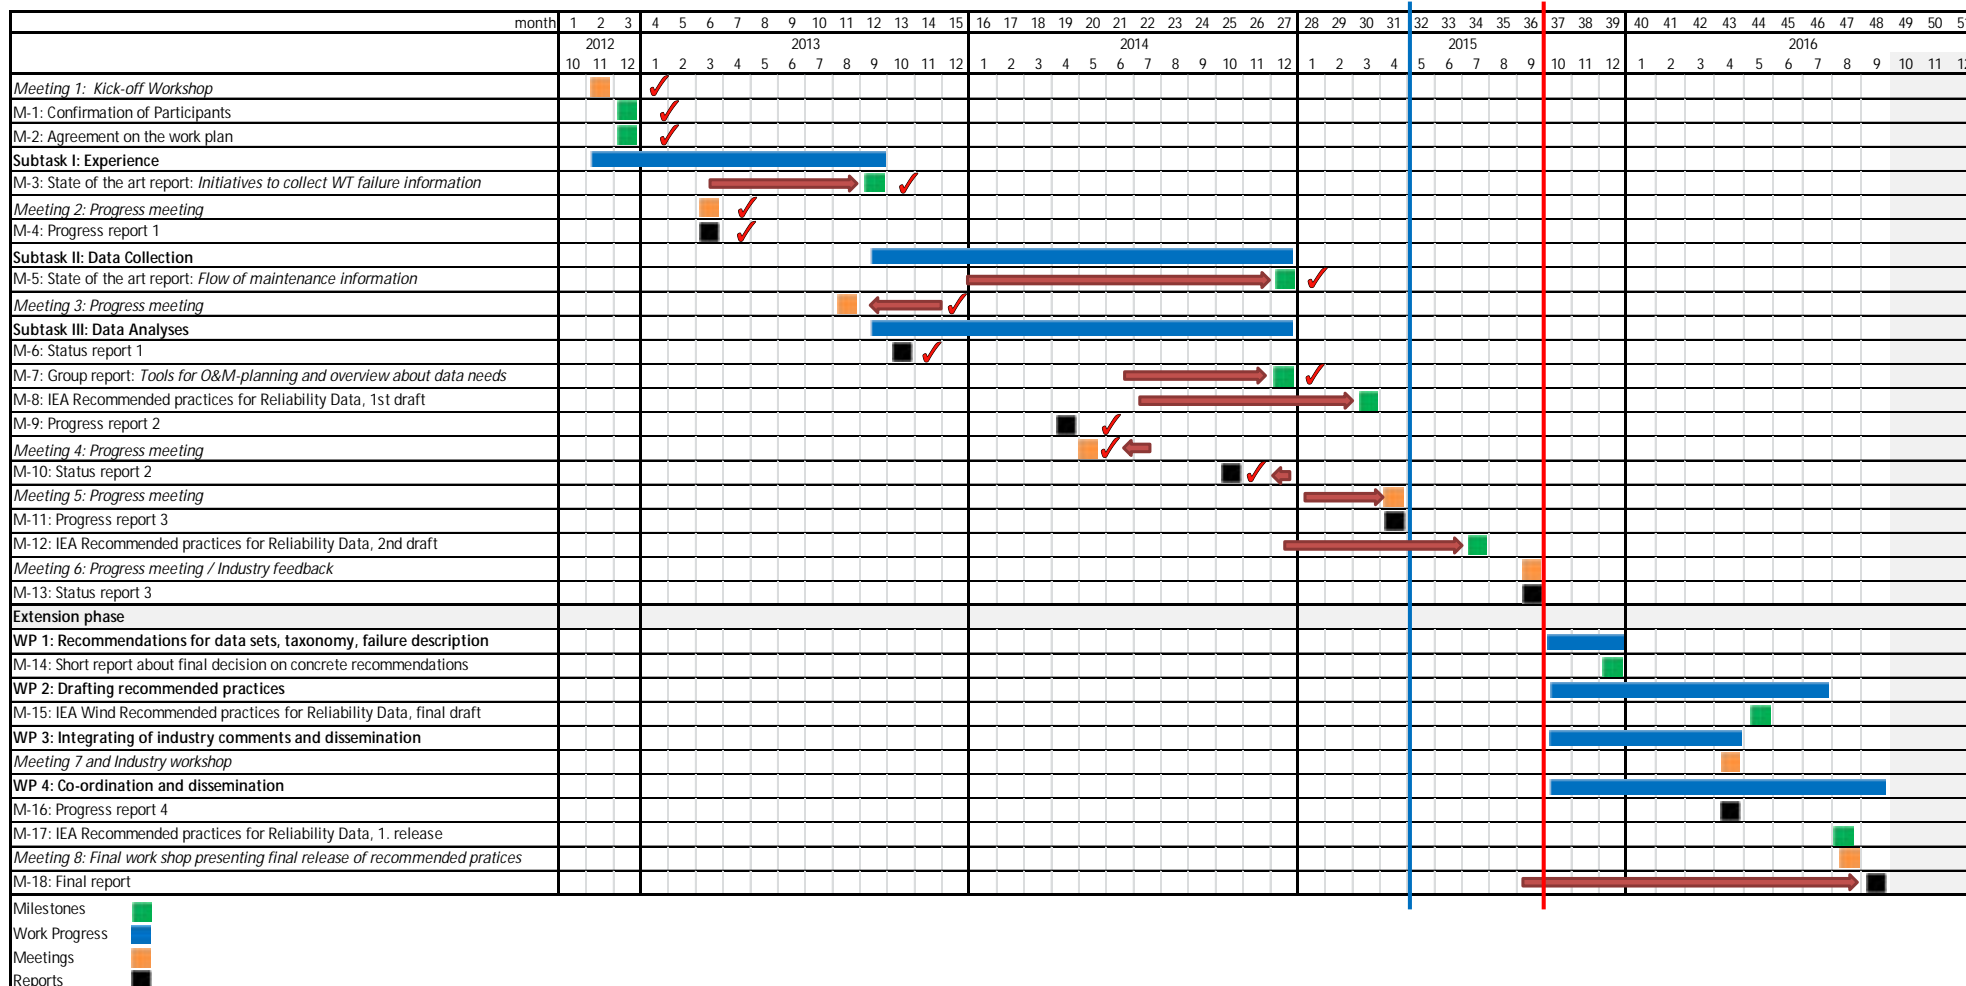 month 1 2 3 4 5 6 7 8 9 10 11 12 13 14 15 16 17 18 19 20 21 22 23 24 25 26 27 28 29 30 31 32 33 34 35 36 37 38 39 40 41 42 43 44 45 46 47 48 49 50 51
2012 2013 2014 2015 2016
10 11 12 1 2 3 4 5 6 7 8 9 10 11 12 1 2 3 4 5 6 7 8 9 10 11 12 1 2 3 4 5 6 7 8 9 10 11 12 1 2 3 4 5 6 7 8 9 10 11 12
Meeting 1: Kick-off Workshop
M-1: Confirmation of Participants
M-2: Agreement on the work plan
Subtask I: Experience
M-3: State of the art report: Initiatives to collect WT failure information
Meeting 2: Progress meeting
M-4: Progress report 1
Subtask II: Data Collection
M-5: State of the art report: Flow of maintenance information
Meeting 3: Progress meeting
Subtask III: Data Analyses
M-6: Status report 1
M-7: Group report: Tools for O&M-planning and overview about data needs
M-8: IEA Recommended practices for Reliability Data, 1st draft
M-9: Progress report 2
Meeting 4: Progress meeting
M-10: Status report 2
Meeting 5: Progress meeting
M-11: Progress report 3
M-12: IEA Recommended practices for Reliability Data, 2nd draft
Meeting 6: Progress meeting / Industry feedback
M-13: Status report 3
Extension phase
WP 1: Recommendations for data sets, taxonomy, failure description
M-14: Short report about final decision on concrete recommendations
WP 2: Drafting recommended practices
M-15: IEA Wind Recommended practices for Reliability Data, final draft
WP 3: Integrating of industry comments and dissemination
Meeting 7 and Industry workshop
WP 4: Co-ordination and dissemination
M-16: Progress report 4
M-17: IEA Recommended practices for Reliability Data, 1. release
Meeting 8: Final work shop presenting final release of recommended pratices
M-18: Final report
Milestones
Work Progress
Meetings
Reports